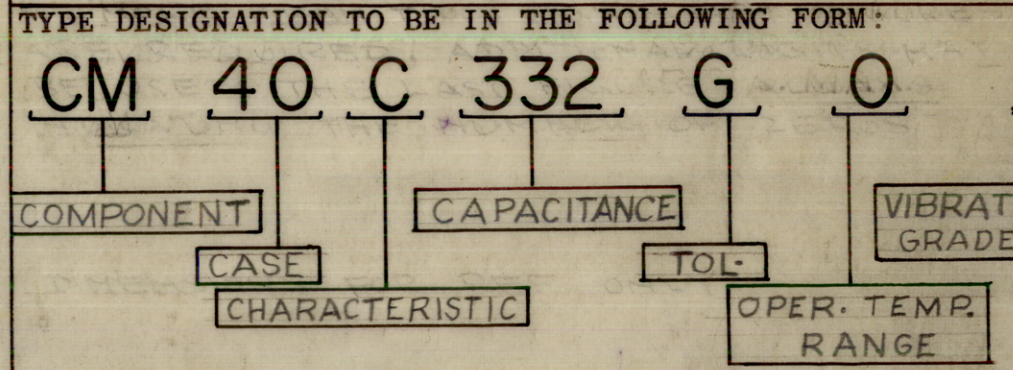 TYPE DESIGNATION TO BE IN THE FOLLOWING FORM:
CM 40 C 332 G O
COMPONENT
CAPACITANCE
VIBRAT
GRADE
CASE
TOL.
CHARACTERISTIC
OPER. TEMP.
RANGE